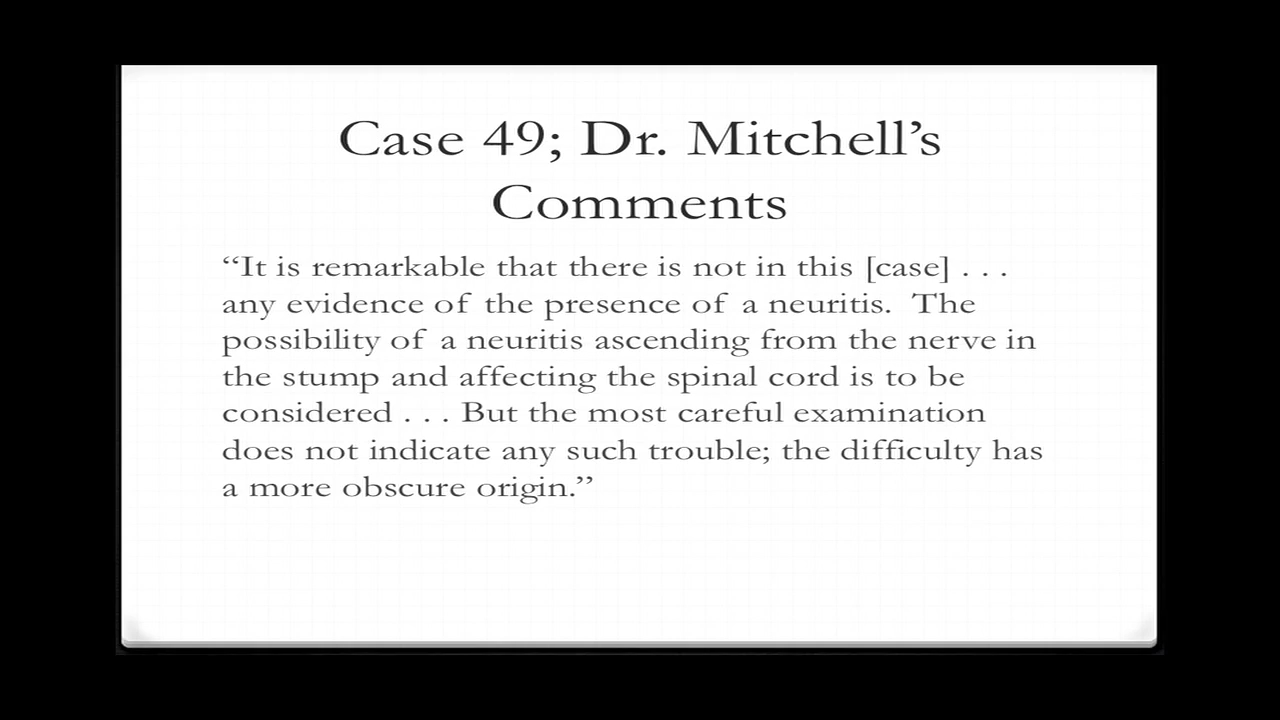 Case 49; Dr. Mitchell’s
Comments
“It is remarkable that there is not in this [case] . . .
any evidence of the presence of a neuritis.  The
possibility of a neuritis ascending from the nerve in
the stump and affecting the spinal cord is to be
considered . . . But the most careful examination
does not indicate any such trouble; the difficulty has
a more obscure origin.”